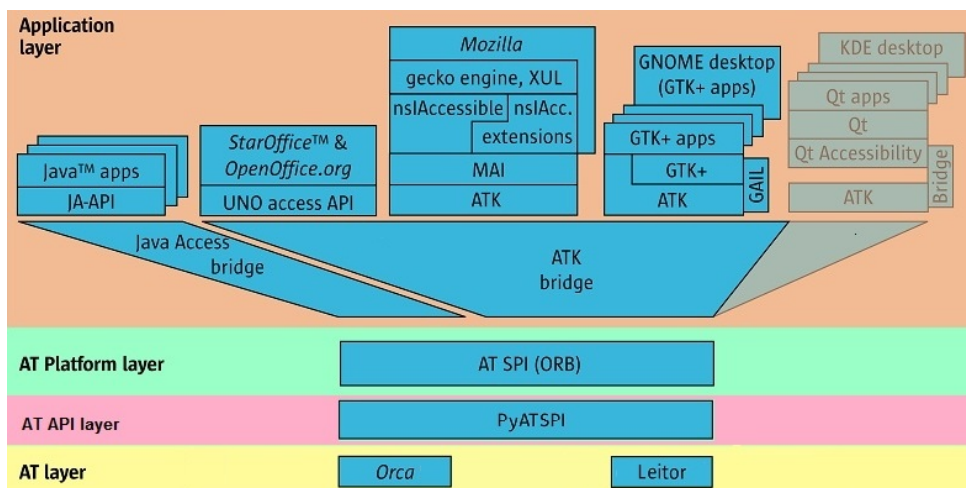 Application
layer
Java™ apps
JA-API
StarOffice™ &
OpenOffice.org
UNO access API
Mozilla
gecko engine, XUL
nsIAccessible
nsIAcc.
extensions
MAI
ATK
GNOME desktop
(GTK+ apps)
GTK+ apps
GTK+
ATK
GAIL
KDE desktop
Qt apps
Qt
Qt Accessibility
ATK
Bridge
Java Access
bridge
ATK
bridge
AT Platform layer
AT SPI (ORB)
AT API layer
PyATSPI
AT layer
Orca
Leitor